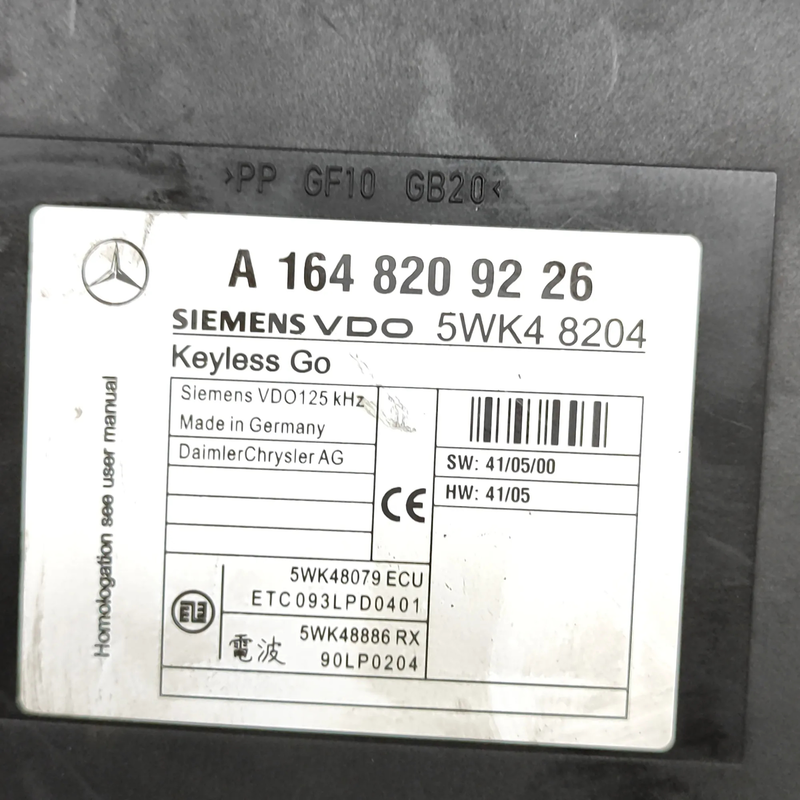 >PP GF10 GB20<
A 164 820 92 26
SIEMENS VDO 5WK4 8204
Keyless Go
Siemens VDO125 kHz
Made in Germany
DaimlerChrysler AG
CE
SW: 41/05/00
HW: 41/05
5WK48079 ECU
ETC093LPD0401
5WK48886 RX
電波 90LP0204
Homologation see user manual